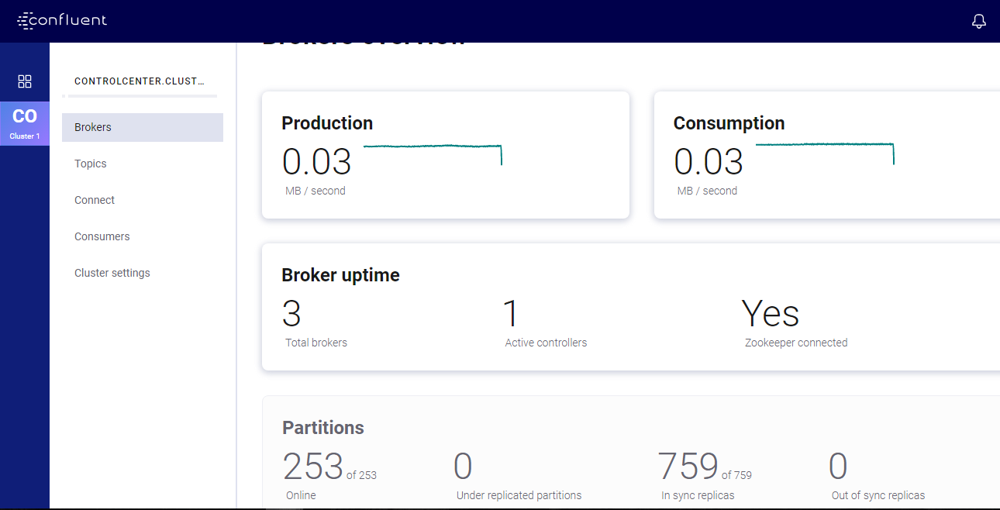 confluent
Brokers overview
CONTROLCENTER.CLUST...
CO
Cluster 1
Brokers
Topics
Connect
Consumers
Cluster settings
Production
0.03
MB / second
Consumption
0.03
MB / second
Broker uptime
3
Total brokers
1
Active controllers
Yes
Zookeeper connected
Partitions
253 of 253
Online
0
Under replicated partitions
759 of 759
In sync replicas
0
Out of sync replicas